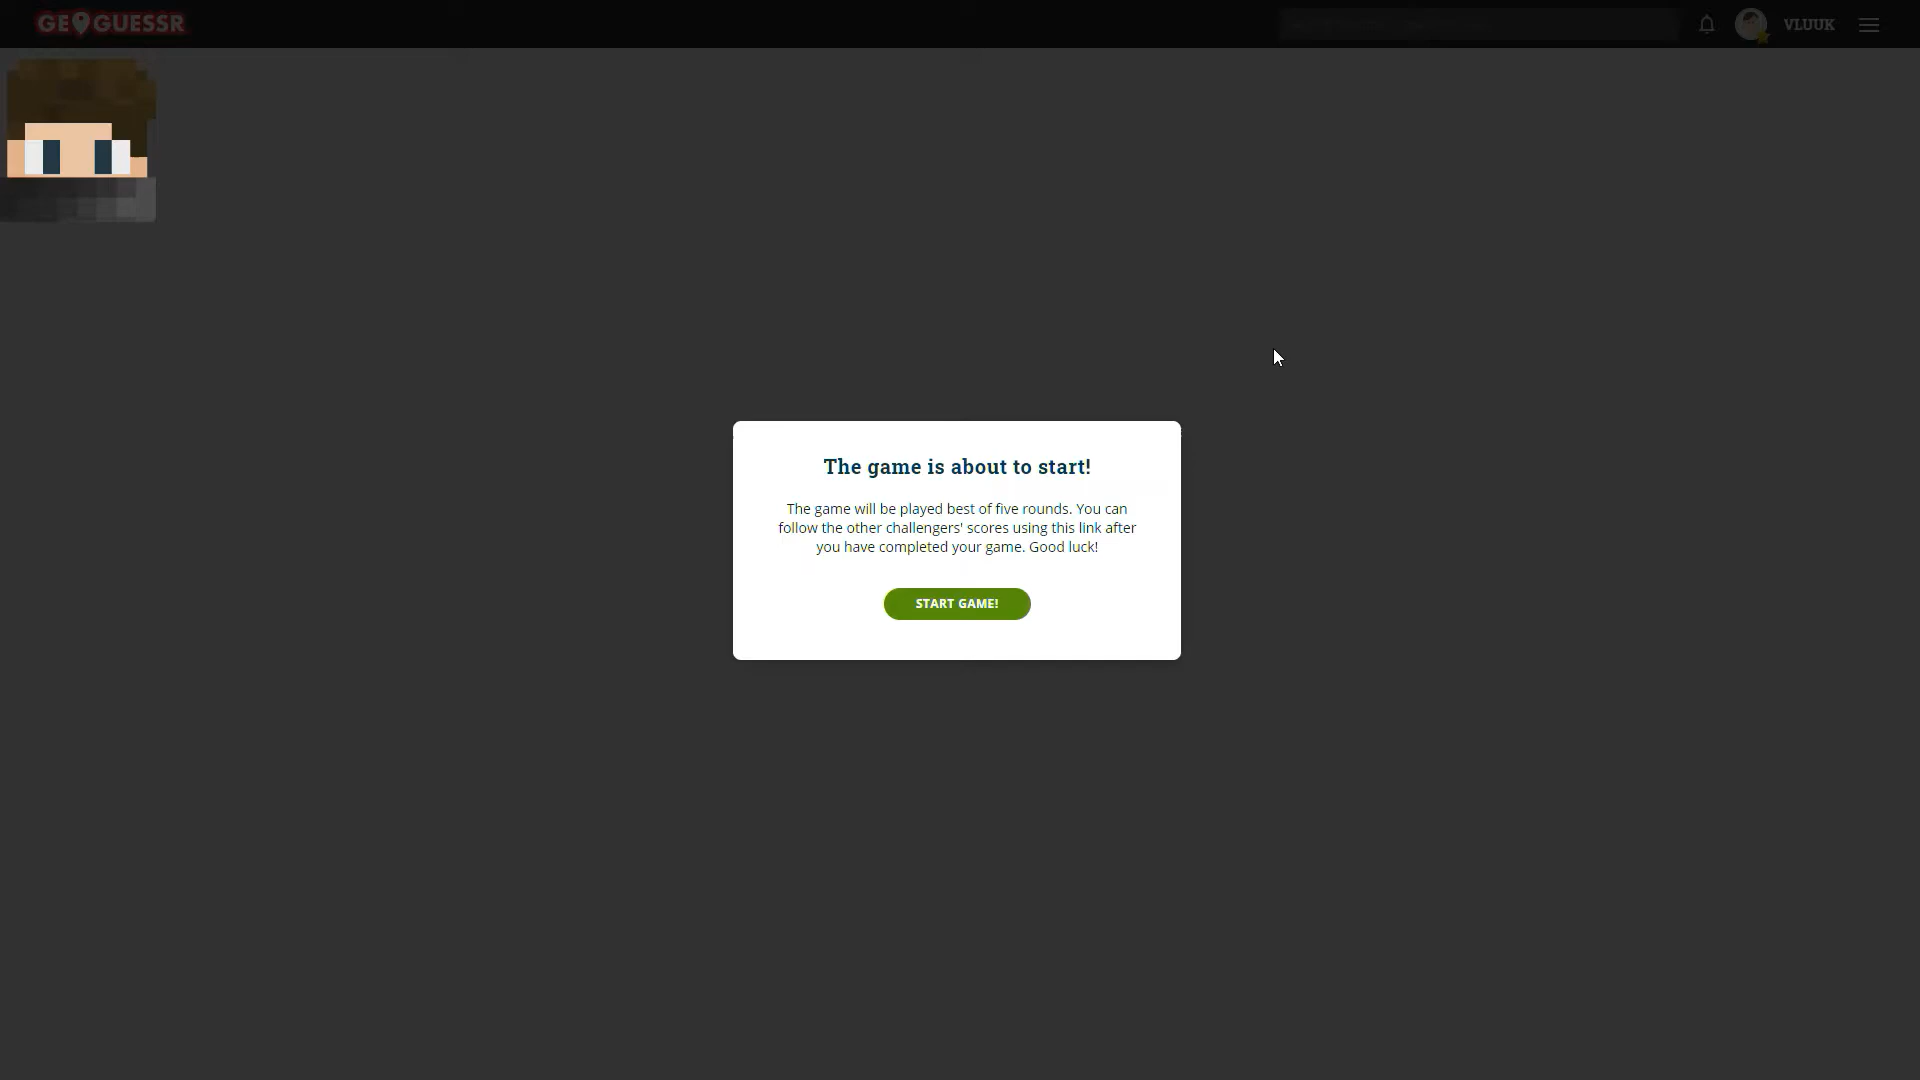 GEOGUESSR
VLUUK
The game is about to start!
The game will be played best of five rounds. You can
follow the other challengers' scores using this link after
you have completed your game. Good luck!
START GAME!